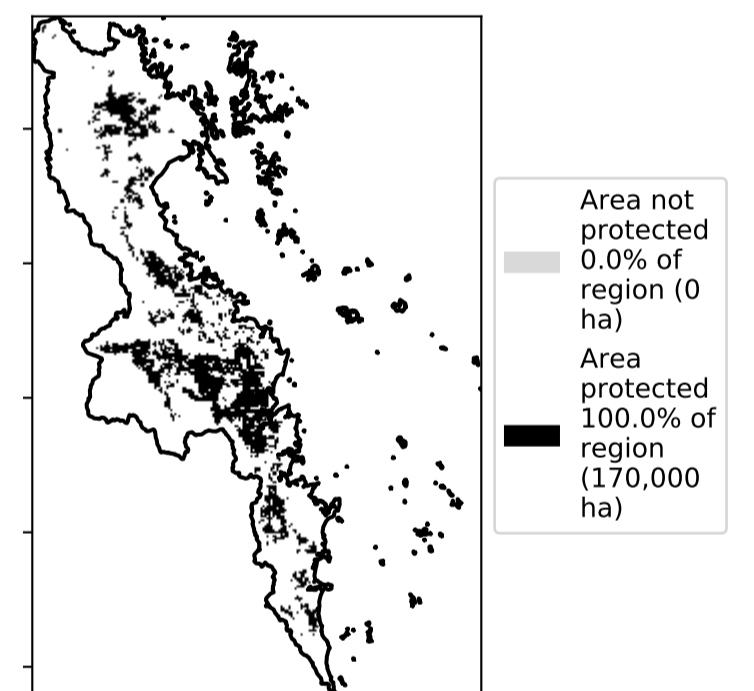 Area not
protected
0.0% of
region (0
ha)
Area
protected
100.0% of
region
(170,000
ha)